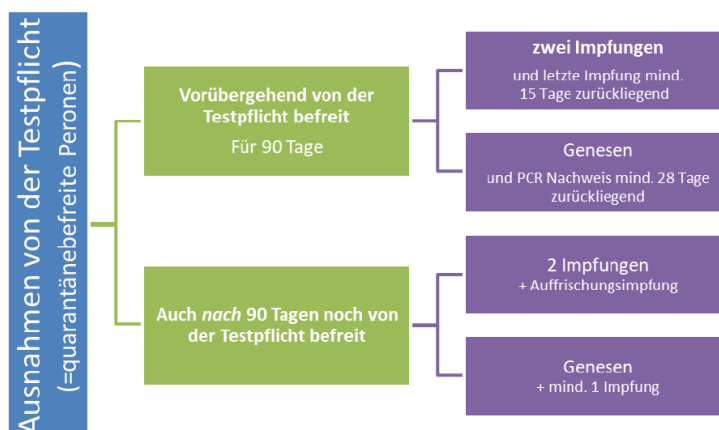 Ausnahmen von der Testpflicht
(=quarantänebefreite Peronen)
Vorübergehend von der
Testpflicht befreit
Für 90 Tage
zwei Impfungen
und letzte Impfung mind.
15 Tage zurückliegend
Genesen
und PCR Nachweis mind. 28 Tage
zurückliegend
Auch nach 90 Tagen noch von
der Testpflicht befreit
2 Impfungen
+ Auffrischungsimpfung
Genesen
+ mind. 1 Impfung